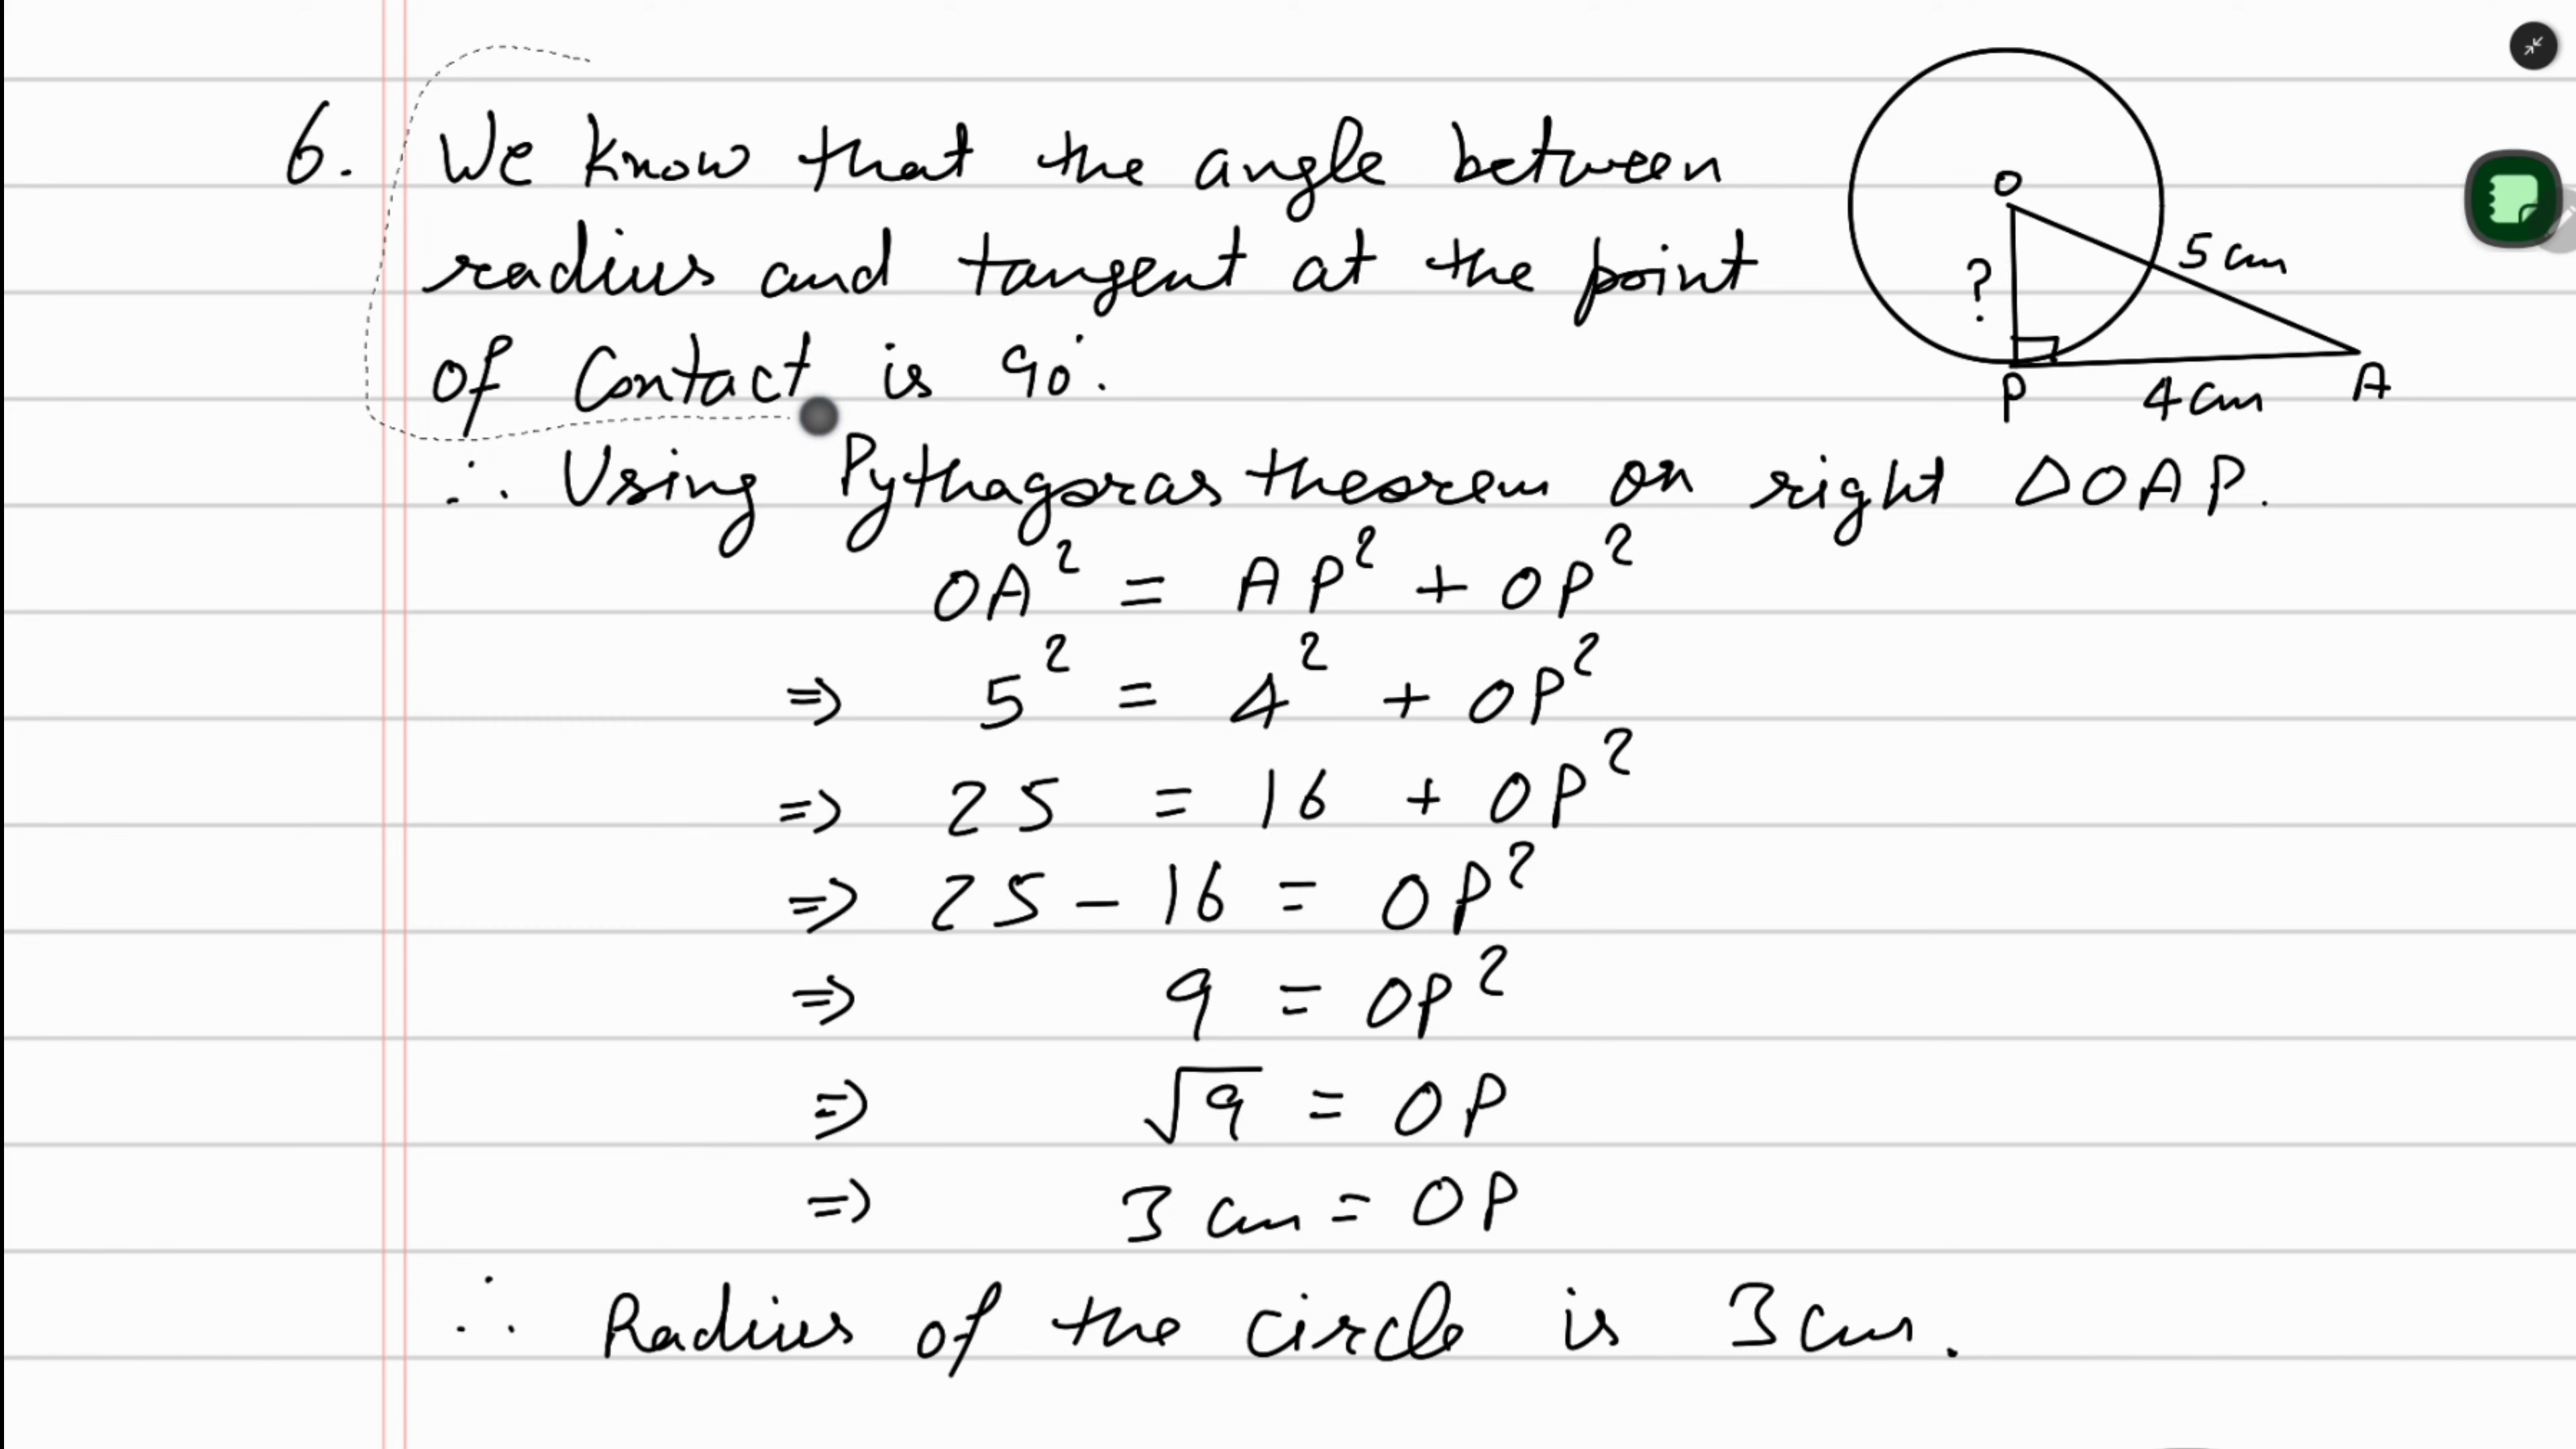 6. We know that the angle between
radius and tangent at the point
of Contact is 90°.
∴ Using Pythagoras theorem on right ΔOAP.
OA² = AP² + OP²
⇒ 5² = 4² + OP²
⇒ 25 = 16 + OP²
⇒ 25 - 16 = OP²
⇒ 9 = OP²
⇒ √9 = OP
⇒ 3 cm = OP
∴ Radius of the circle is 3 cm.
O
5 cm
?
P
4 cm
A